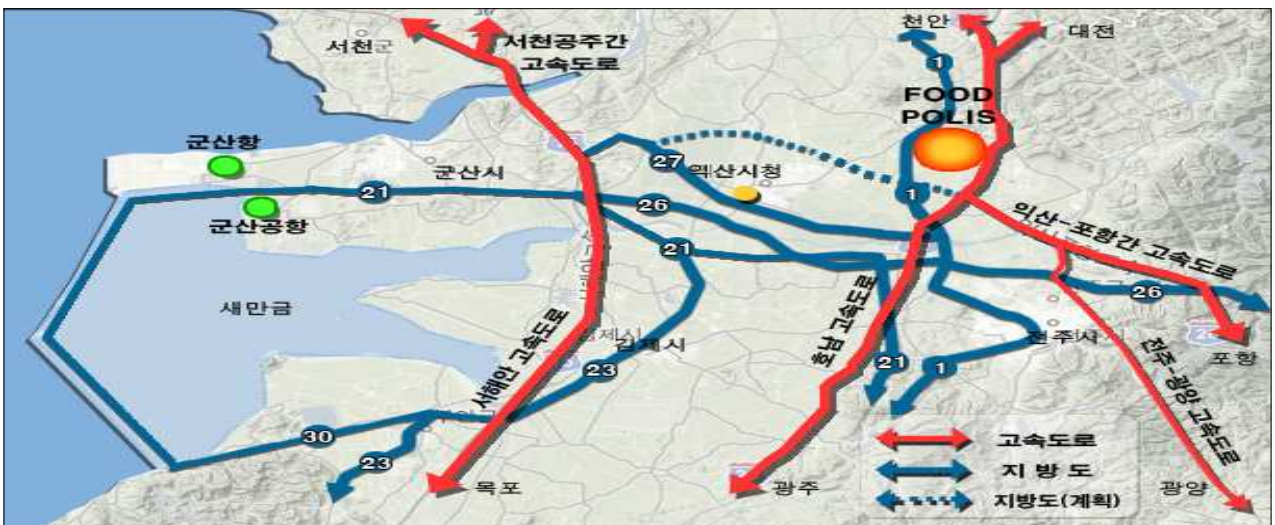 서천군
서천공주간
고속도로
천안
대전
1
FOOD
POLIS
군산항
군산시
27
익산시청
21
26
1
군산공항
익산-포항간 고속도로
21
26
새만금
서해안 고속도로
김제시
호남 고속도로
전주시
23
21
1
포항
전주-광양 고속도로
30
23
목포
광주
광양
고속도로
지 방 도
지방도(계획)